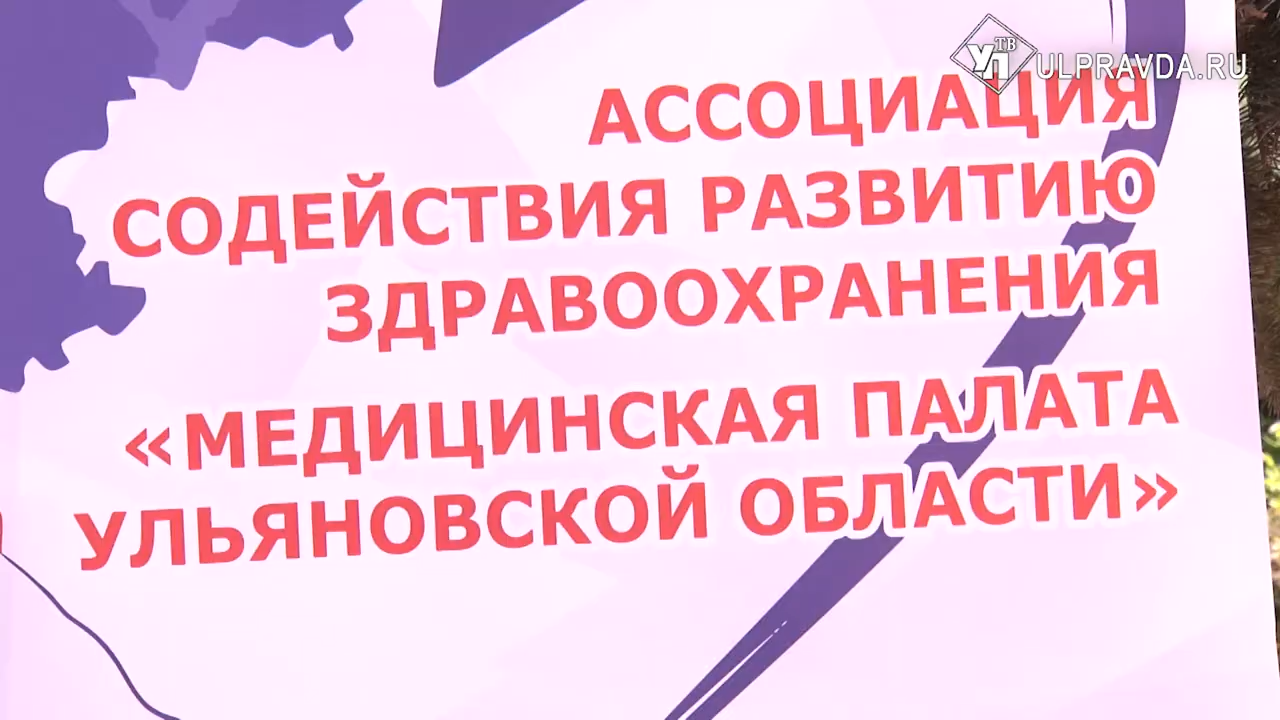 УП ТВ ULPRAVDA.RU
АССОЦИАЦИЯ
СОДЕЙСТВИЯ РАЗВИТИЮ
ЗДРАВООХРАНЕНИЯ
«МЕДИЦИНСКАЯ ПАЛАТА
УЛЬЯНОВСКОЙ ОБЛАСТИ»